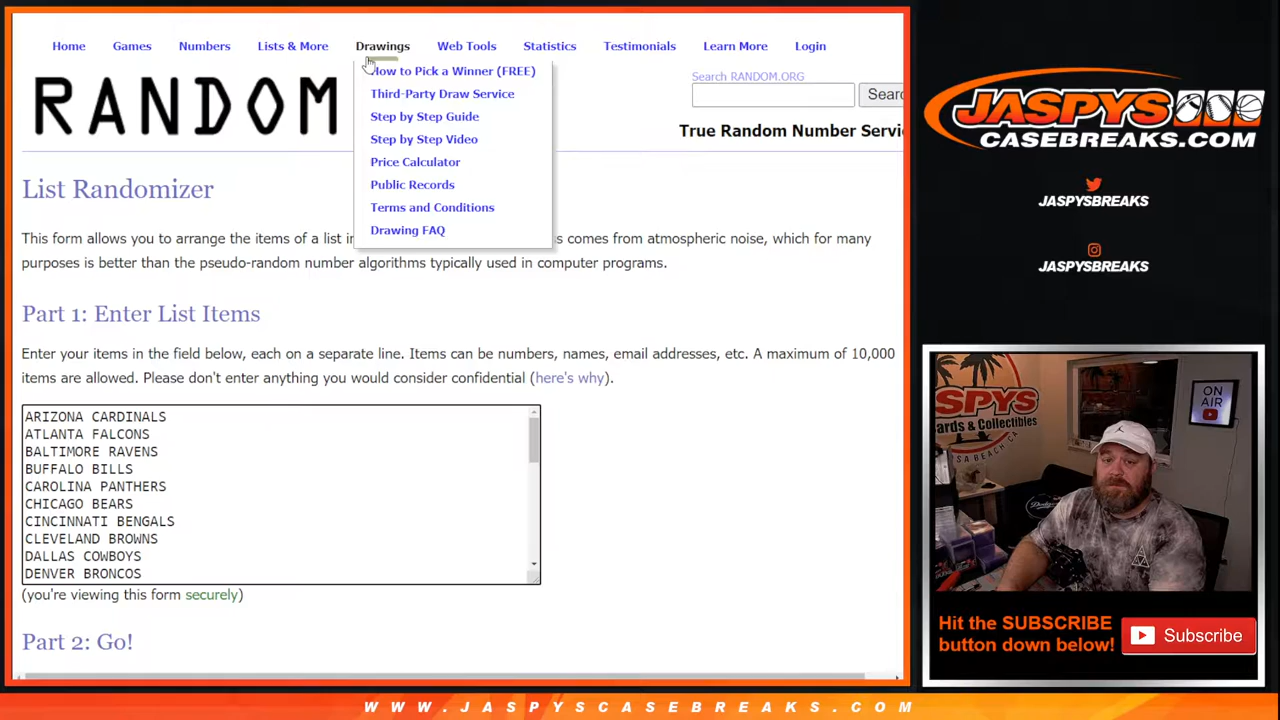 Home Games Numbers Lists & More Drawings Web Tools Statistics Testimonials Learn More Login
How to Pick a Winner (FREE)
Third-Party Draw Service
Step by Step Guide
Step by Step Video
Price Calculator
Public Records
Terms and Conditions
Drawing FAQ
RANDOM
Search RANDOM.ORG
Searc
True Random Number Servi
List Randomizer
This form allows you to arrange the items of a list in s comes from atmospheric noise, which for many
purposes is better than the pseudo-random number algorithms typically used in computer programs.
Part 1: Enter List Items
Enter your items in the field below, each on a separate line. Items can be numbers, names, email addresses, etc. A maximum of 10,000
items are allowed. Please don't enter anything you would consider confidential (here's why).
ARIZONA CARDINALS
ATLANTA FALCONS
BALTIMORE RAVENS
BUFFALO BILLS
CAROLINA PANTHERS
CHICAGO BEARS
CINCINNATI BENGALS
CLEVELAND BROWNS
DALLAS COWBOYS
DENVER BRONCOS
(you're viewing this form securely)
Part 2: Go!
JASPYS
CASEBREAKS.COM
JASPYSBREAKS
JASPYSBREAKS
ASPYS
ards & Collectibles
SA BEACH CA
ON
AIR
Dodgers
Hit the SUBSCRIBE
button down below!
Subscribe
WWW.JASPYSCASEBREAKS.COM